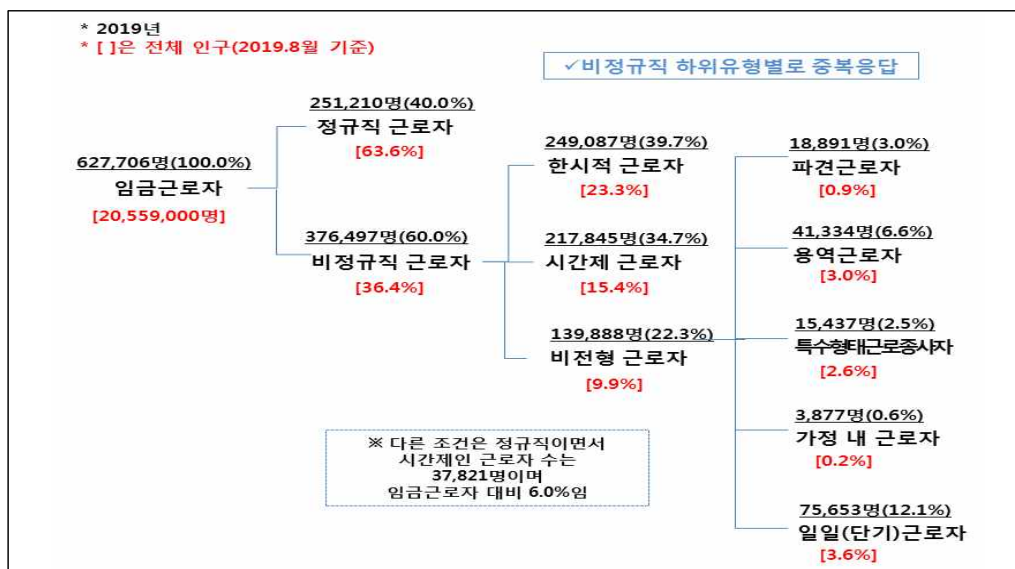 * 2019년
* [ ]은 전체 인구(2019.8월 기준)
✓비정규직 하위유형별로 중복응답
627,706명(100.0%)
임금근로자
[20,559,000명]
251,210명(40.0%)
정규직 근로자
[63.6%]
376,497명(60.0%)
비정규직 근로자
[36.4%]
249,087명(39.7%)
한시적 근로자
[23.3%]
217,845명(34.7%)
시간제 근로자
[15.4%]
139,888명(22.3%)
비전형 근로자
[9.9%]
18,891명(3.0%)
파견근로자
[0.9%]
41,334명(6.6%)
용역근로자
[3.0%]
15,437명(2.5%)
특수형태근로종사자
[2.6%]
3,877명(0.6%)
가정 내 근로자
[0.2%]
75,653명(12.1%)
일일(단기)근로자
[3.6%]
※ 다른 조건은 정규직이면서
시간제인 근로자 수는
37,821명이며
임금근로자 대비 6.0%임